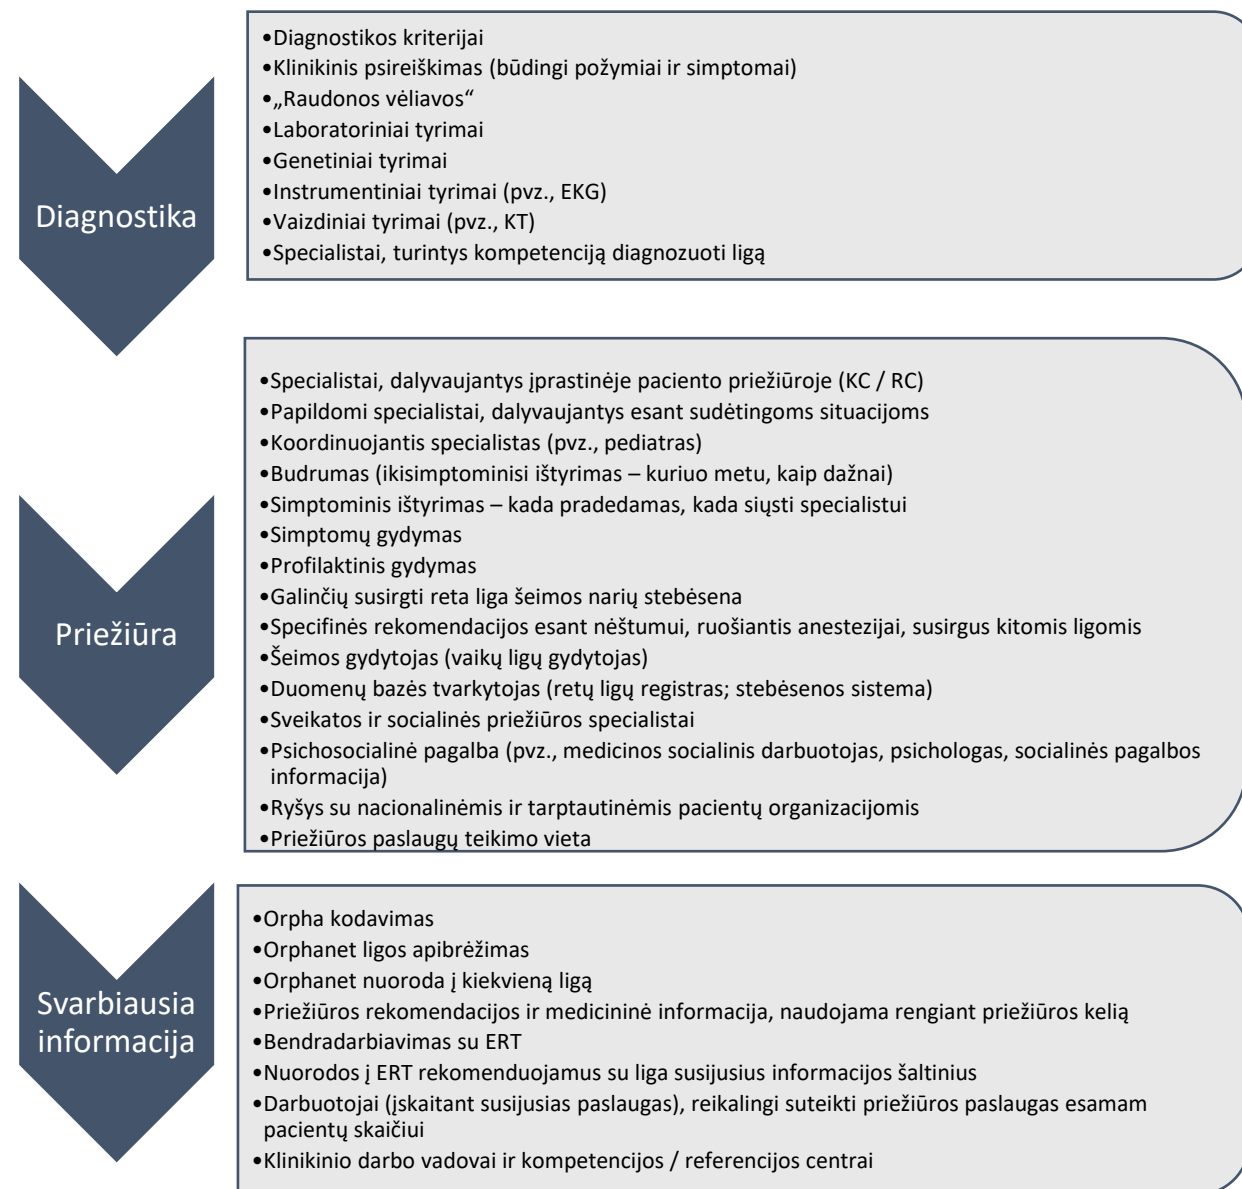 Diagnostika
•Diagnostikos kriterijai
•Klinikinis psireiškimas (būdingi požymiai ir simptomai)
•„Raudonos vėliavos“
•Laboratoriniai tyrimai
•Genetiniai tyrimai
•Instrumentiniai tyrimai (pvz., EKG)
•Vaizdiniai tyrimai (pvz., KT)
•Specialistai, turintys kompetenciją diagnozuoti ligą
Priežiūra
•Specialistai, dalyvaujantys įprastinėje paciento priežiūroje (KC / RC)
•Papildomi specialistai, dalyvaujantys esant sudėtingoms situacijoms
•Koordinuojantis specialistas (pvz., pediatras)
•Budrumas (ikisimptominisi ištyrimas – kuriuo metu, kaip dažnai)
•Simptominis ištyrimas – kada pradedamas, kada siųsti specialistui
•Simptomų gydymas
•Profilaktinis gydymas
•Galinčių susirgti reta liga šeimos narių stebėsena
•Specifinės rekomendacijos esant nėštumui, ruošiantis anestezijai, susirgus kitomis ligomis
•Šeimos gydytojas (vaikų ligų gydytojas)
•Duomenų bazės tvarkytojas (retų ligų registras; stebėsenos sistema)
•Sveikatos ir socialinės priežiūros specialistai
•Psichosocialinė pagalba (pvz., medicinos socialinis darbuotojas, psichologas, socialinės pagalbos
informacija)
•Ryšys su nacionalinėmis ir tarptautinėmis pacientų organizacijomis
•Priežiūros paslaugų teikimo vieta
Svarbiausia
informacija
•Orpha kodavimas
•Orphanet ligos apibrėžimas
•Orphanet nuoroda į kiekvieną ligą
•Priežiūros rekomendacijos ir medicininė informacija, naudojama rengiant priežiūros kelią
•Bendradarbiavimas su ERT
•Nuorodos į ERT rekomenduojamus su liga susijusius informacijos šaltinius
•Darbuotojai (įskaitant susijusias paslaugas), reikalingi suteikti priežiūros paslaugas esamam
pacientų skaičiui
•Klinikinio darbo vadovai ir kompetencijos / referencijos centrai